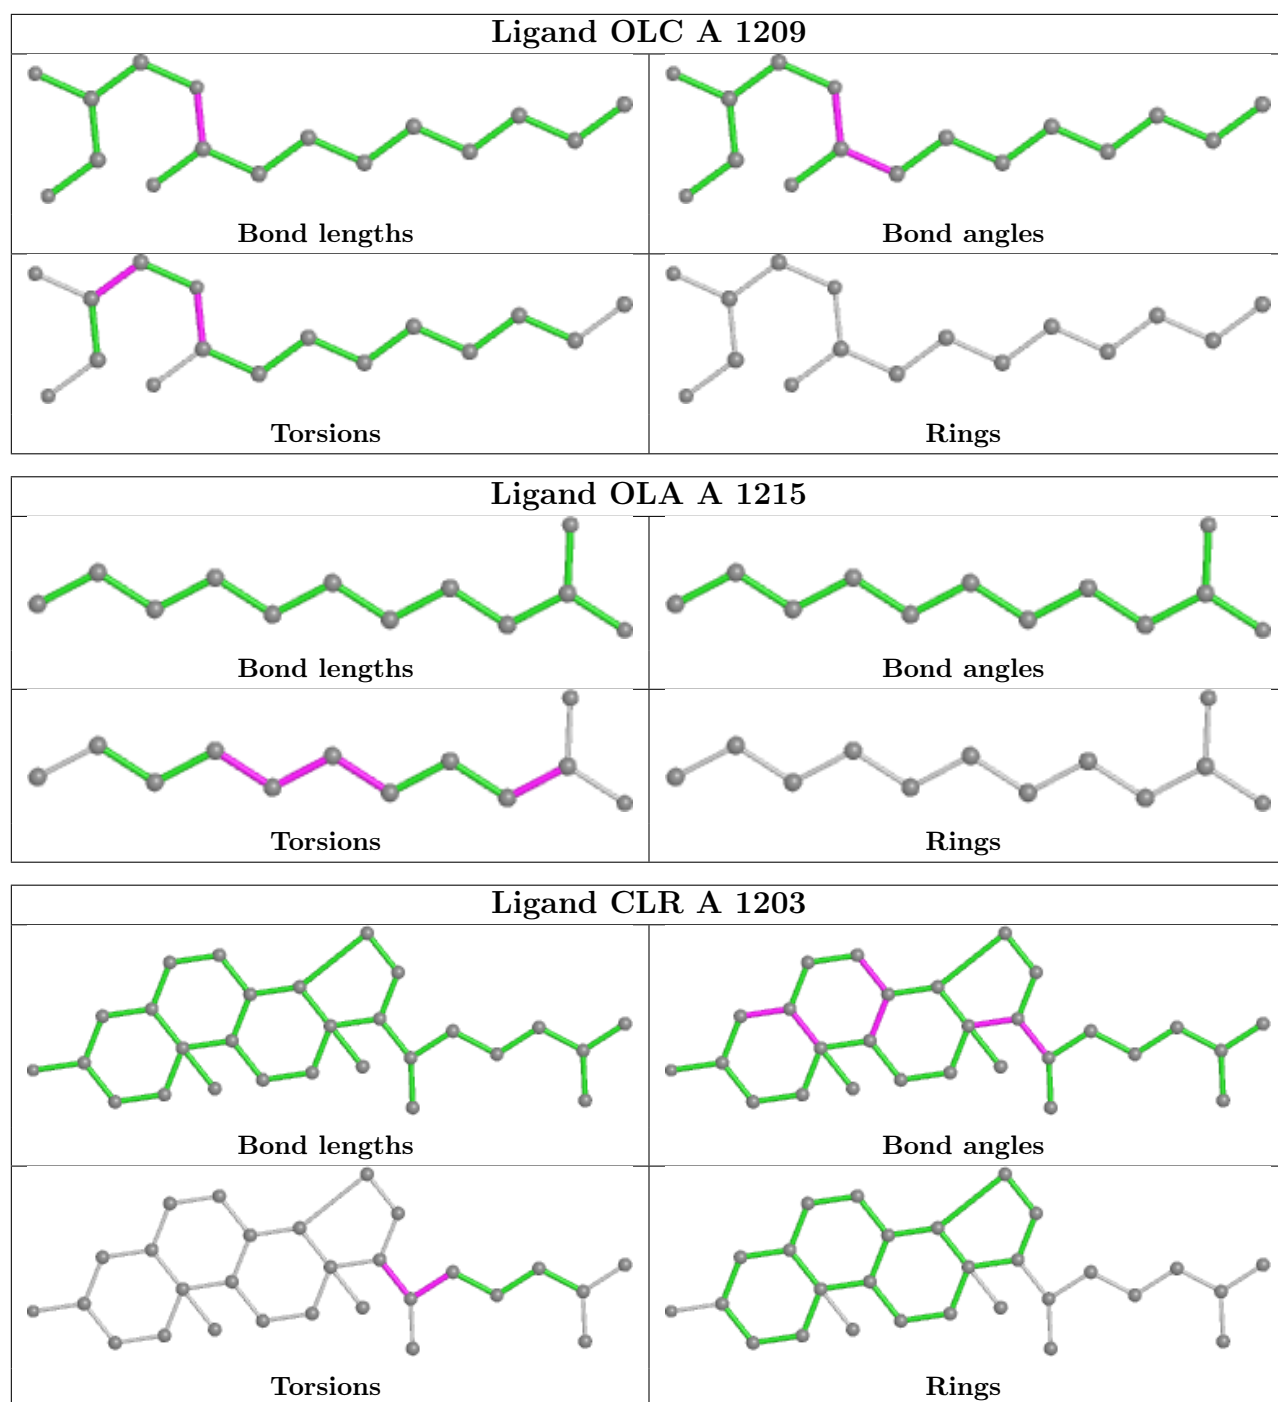 Ligand OLC A 1209
Bond lengths
Bond angles
Torsions
Rings
Ligand OLA A 1215
Bond lengths
Bond angles
Torsions
Rings
Ligand CLR A 1203
Bond lengths
Bond angles
Torsions
Rings